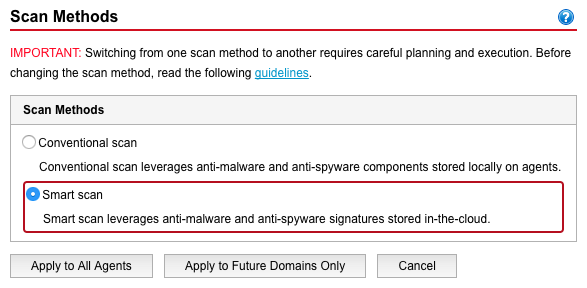 Scan Methods
IMPORTANT: Switching from one scan method to another requires careful planning and execution. Before
changing the scan method, read the following guidelines.
Scan Methods
Conventional scan
Conventional scan leverages anti-malware and anti-spyware components stored locally on agents.
Smart scan
Smart scan leverages anti-malware and anti-spyware signatures stored in-the-cloud.
Apply to All Agents Apply to Future Domains Only Cancel